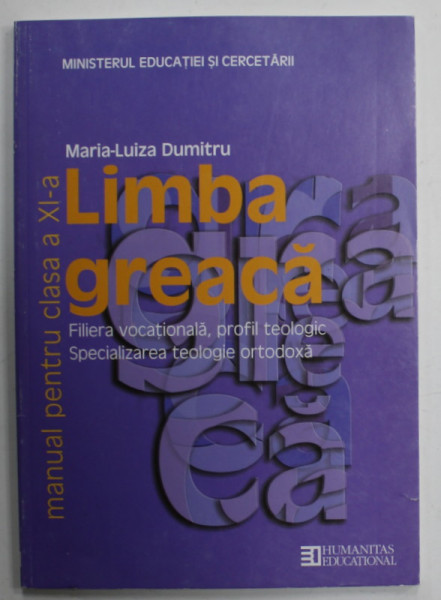 MINISTERUL EDUCAȚIEI ȘI CERCETĂRII
Maria-Luiza Dumitru
Limba
greacă
Filiera vocațională, profil teologic
Specializarea teologie ortodoxă
manual pentru clasa a XI-a
HUMANITAS
EDUCATIONAL